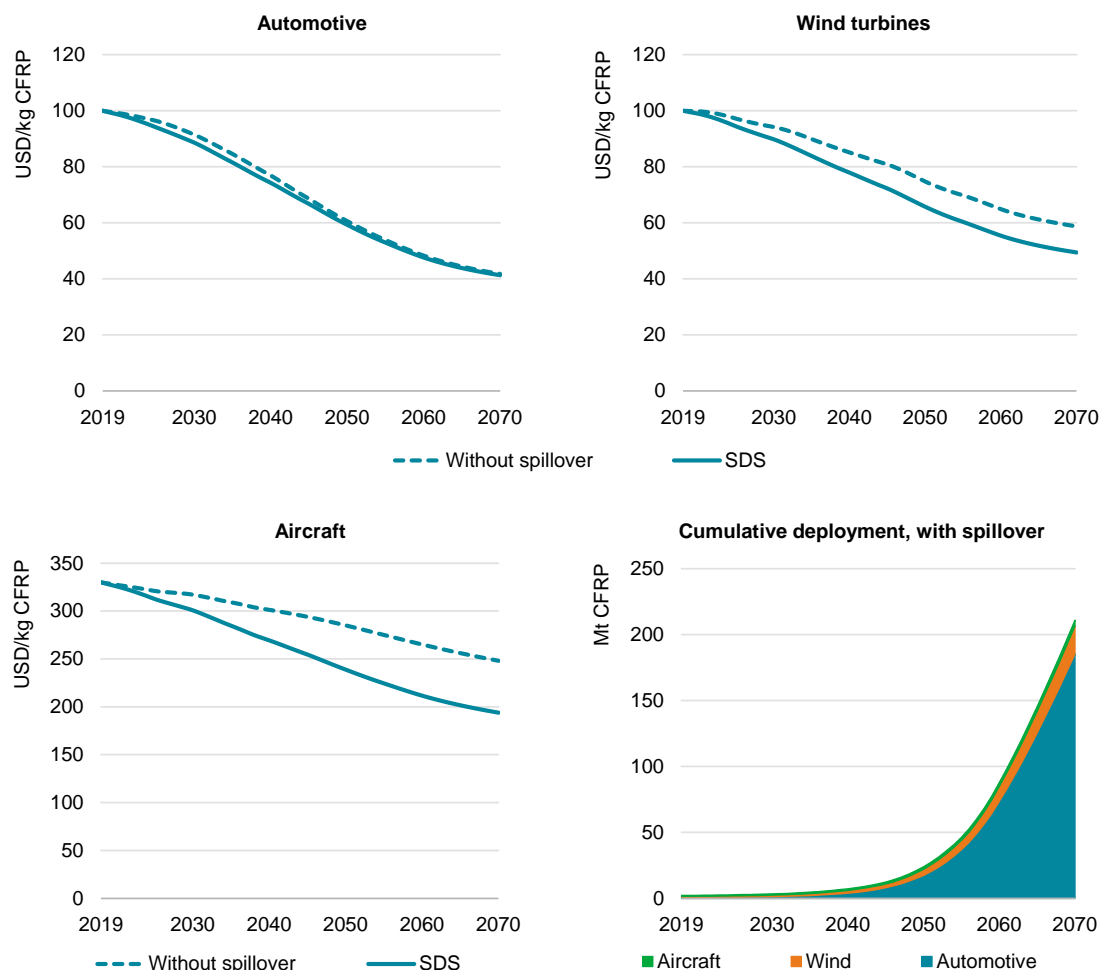 Automotive
USD/kg CFRP
120
100
80
60
40
20
0
2019 2030 2040 2050 2060 2070
Wind turbines
USD/kg CFRP
120
100
80
60
40
20
0
2019 2030 2040 2050 2060 2070
Without spillover SDS
Aircraft
USD/kg CFRP
350
300
250
200
150
100
50
0
2019 2030 2040 2050 2060 2070
Without spillover SDS
Cumulative deployment, with spillover
Mt CFRP
250
200
150
100
50
0
2019 2030 2040 2050 2060 2070
Aircraft Wind Automotive